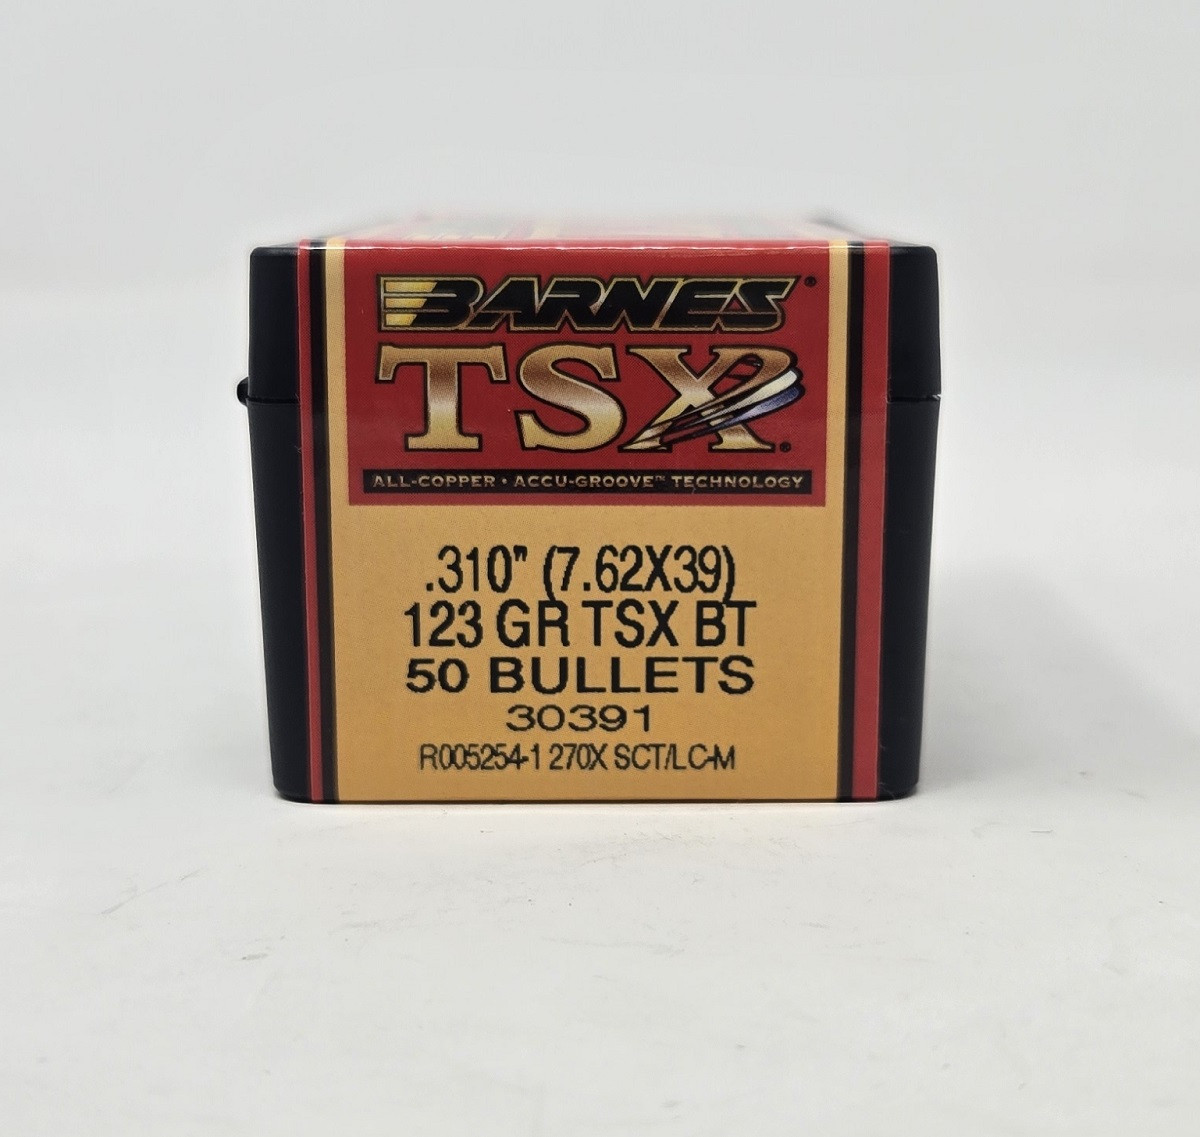 BARNES®
TSX®
ALL-COPPER • ACCU-GROOVE™ TECHNOLOGY
.310" (7.62X39)
123 GR TSX BT
50 BULLETS
30391
R005254-1 270X SCT/LC-M